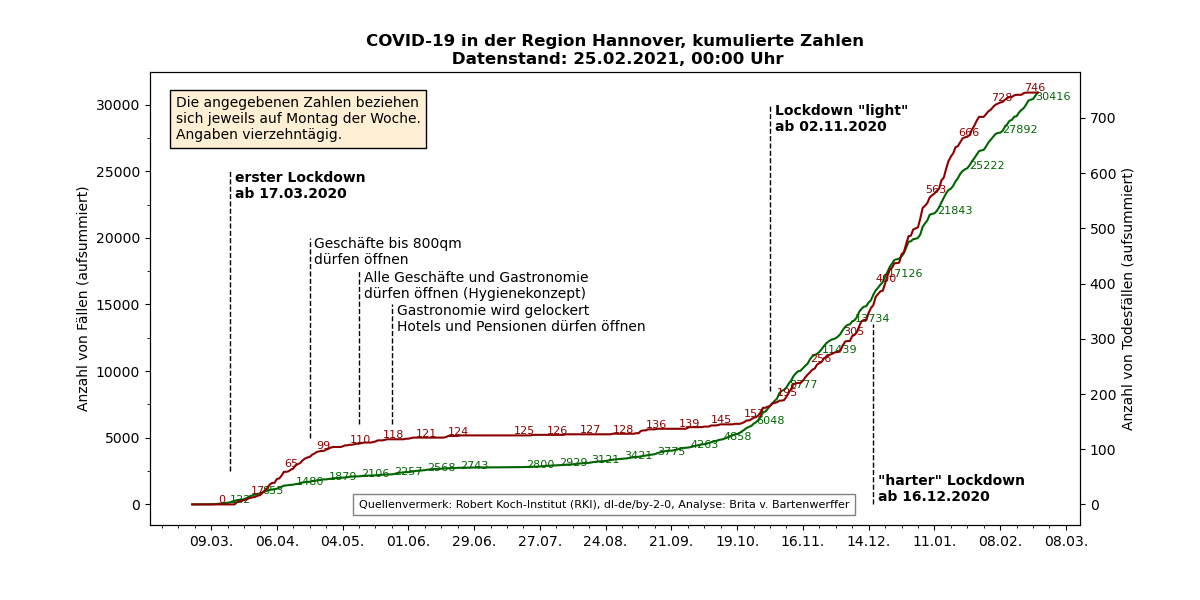 COVID-19 in der Region Hannover, kumulierte Zahlen
Datenstand: 25.02.2021, 00:00 Uhr
Die angegebenen Zahlen beziehen
sich jeweils auf Montag der Woche.
Angaben vierzehntägig.
erster Lockdown
ab 17.03.2020
Geschäfte bis 800qm
dürfen öffnen
Alle Geschäfte und Gastronomie
dürfen öffnen (Hygienekonzept)
Gastronomie wird gelockert
Hotels und Pensionen dürfen öffnen
Lockdown "light"
ab 02.11.2020
"harter" Lockdown
ab 16.12.2020
Quellenvermerk: Robert Koch-Institut (RKI), dl-de/by-2-0, Analyse: Brita v. Bartenwerffer
Anzahl von Fällen (aufsummiert)
30000
25000
20000
15000
10000
5000
0
Anzahl von Todesfällen (aufsummiert)
700
600
500
400
300
200
100
0
09.03. 06.04. 04.05. 01.06. 29.06. 27.07. 24.08. 21.09. 19.10. 16.11. 14.12. 11.01. 08.02. 08.03.
0 17 65 99 110 118 121 124 125 126 127 128 136 139 145 157 195 256 305 563 666 728 746
1480 1879 2106 2257 2568 2743 2800 2929 3121 3421 3775 4263 4858 6048 11439 13734 17126 21843 25222 27892 30416